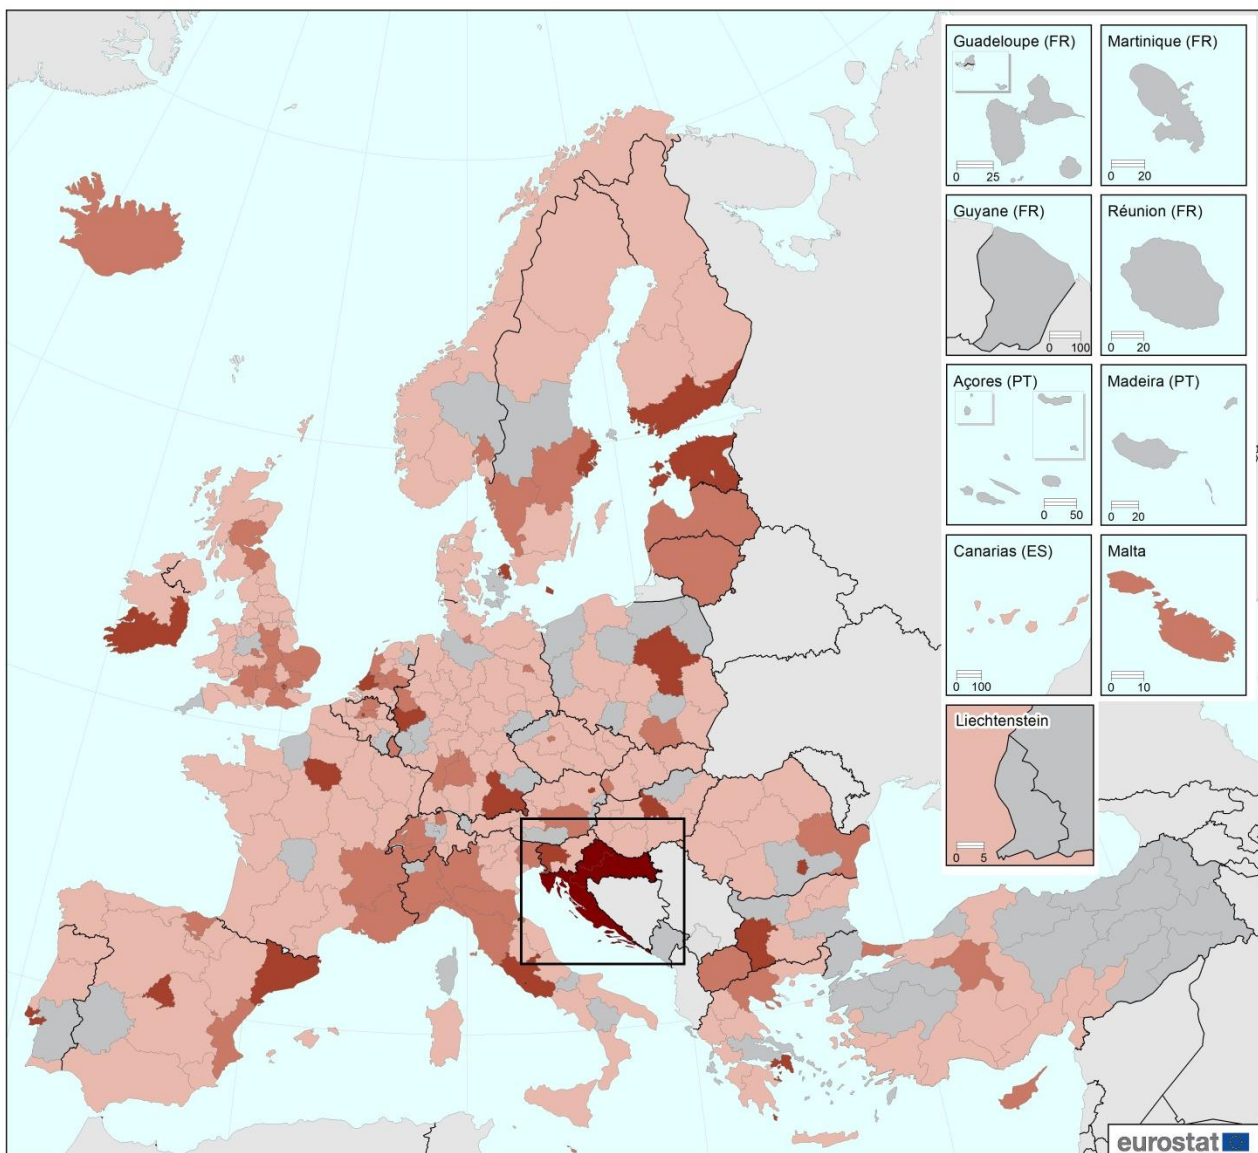 Guadeloupe (FR)
0 25
Martinique (FR)
0 20
Guyane (FR)
0 100
Réunion (FR)
0 20
Açores (PT)
0 50
Madeira (PT)
0 20
Canarias (ES)
0 100
Malta
0 10
Liechtenstein
0 5
eurostat